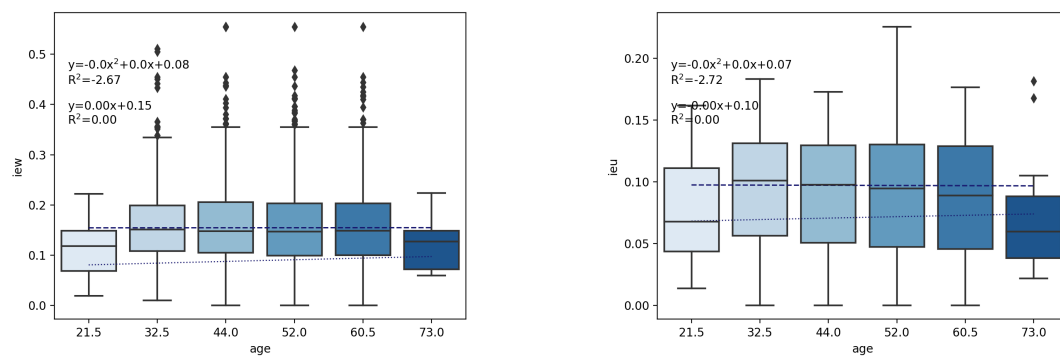 iew
0.5
0.4
0.3
0.2
0.1
0.0
y=-0.0x²+0.0x+0.08
R²=-2.67
y=0.00x+0.15
R²=0.00
21.5 32.5 44.0 52.0 60.5 73.0
age
ieu
0.20
0.15
0.10
0.05
0.00
y=-0.0x²+0.0x+0.07
R²=-2.72
y=-0.00x+0.10
R²=0.00
21.5 32.5 44.0 52.0 60.5 73.0
age